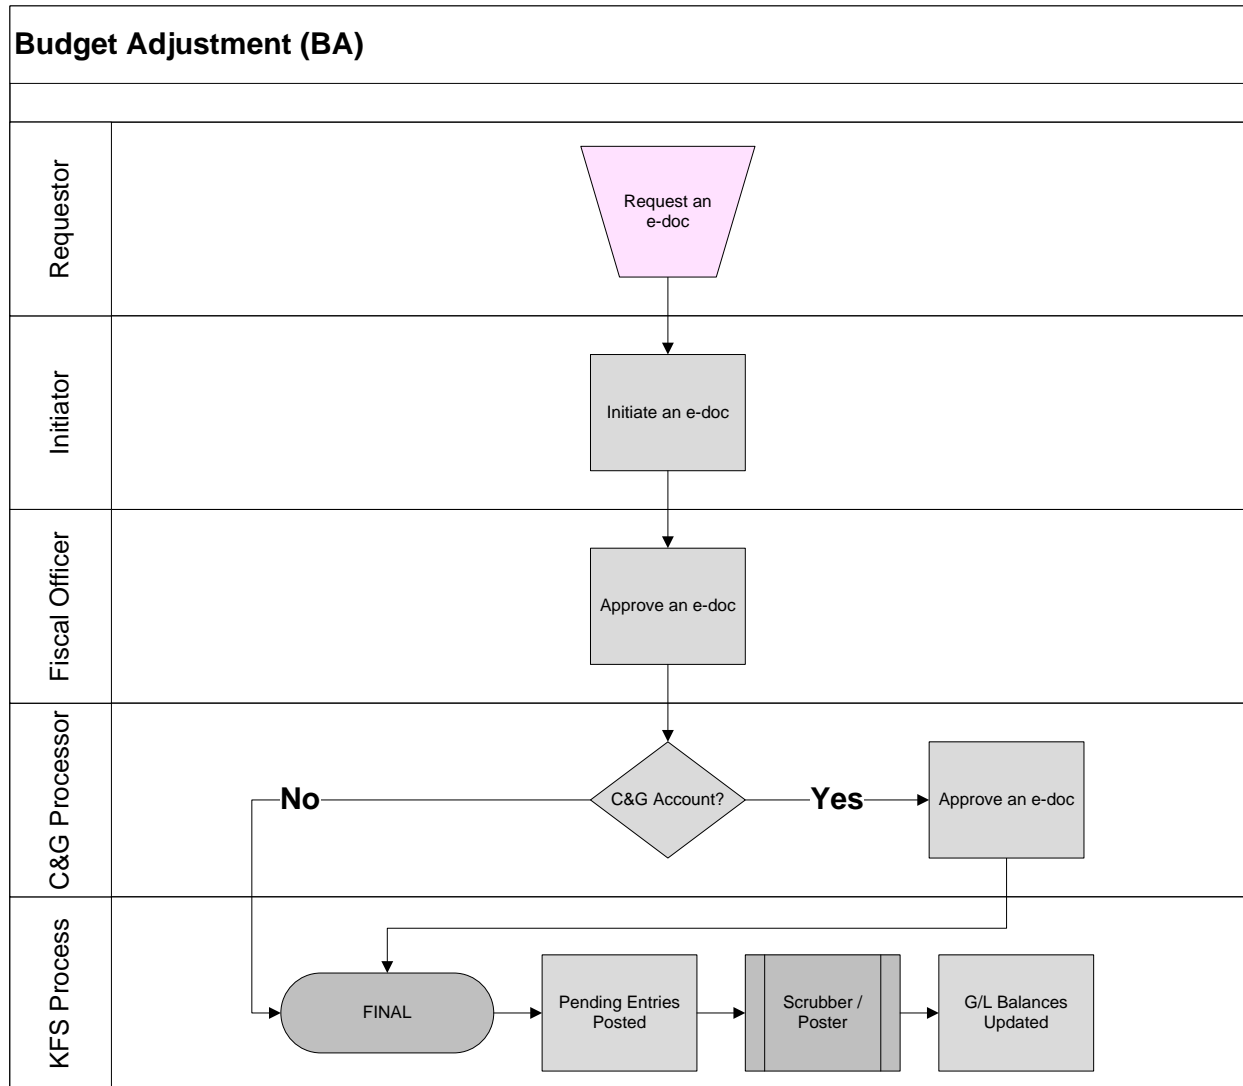 Budget Adjustment (BA)
Requestor
Request an
e-doc
Initiator
Initiate an e-doc
Fiscal Officer
Approve an e-doc
C&G Processor
No
C&G Account?
Yes
Approve an e-doc
KFS Process
FINAL
Pending Entries
Posted
Scrubber /
Poster
G/L Balances
Updated